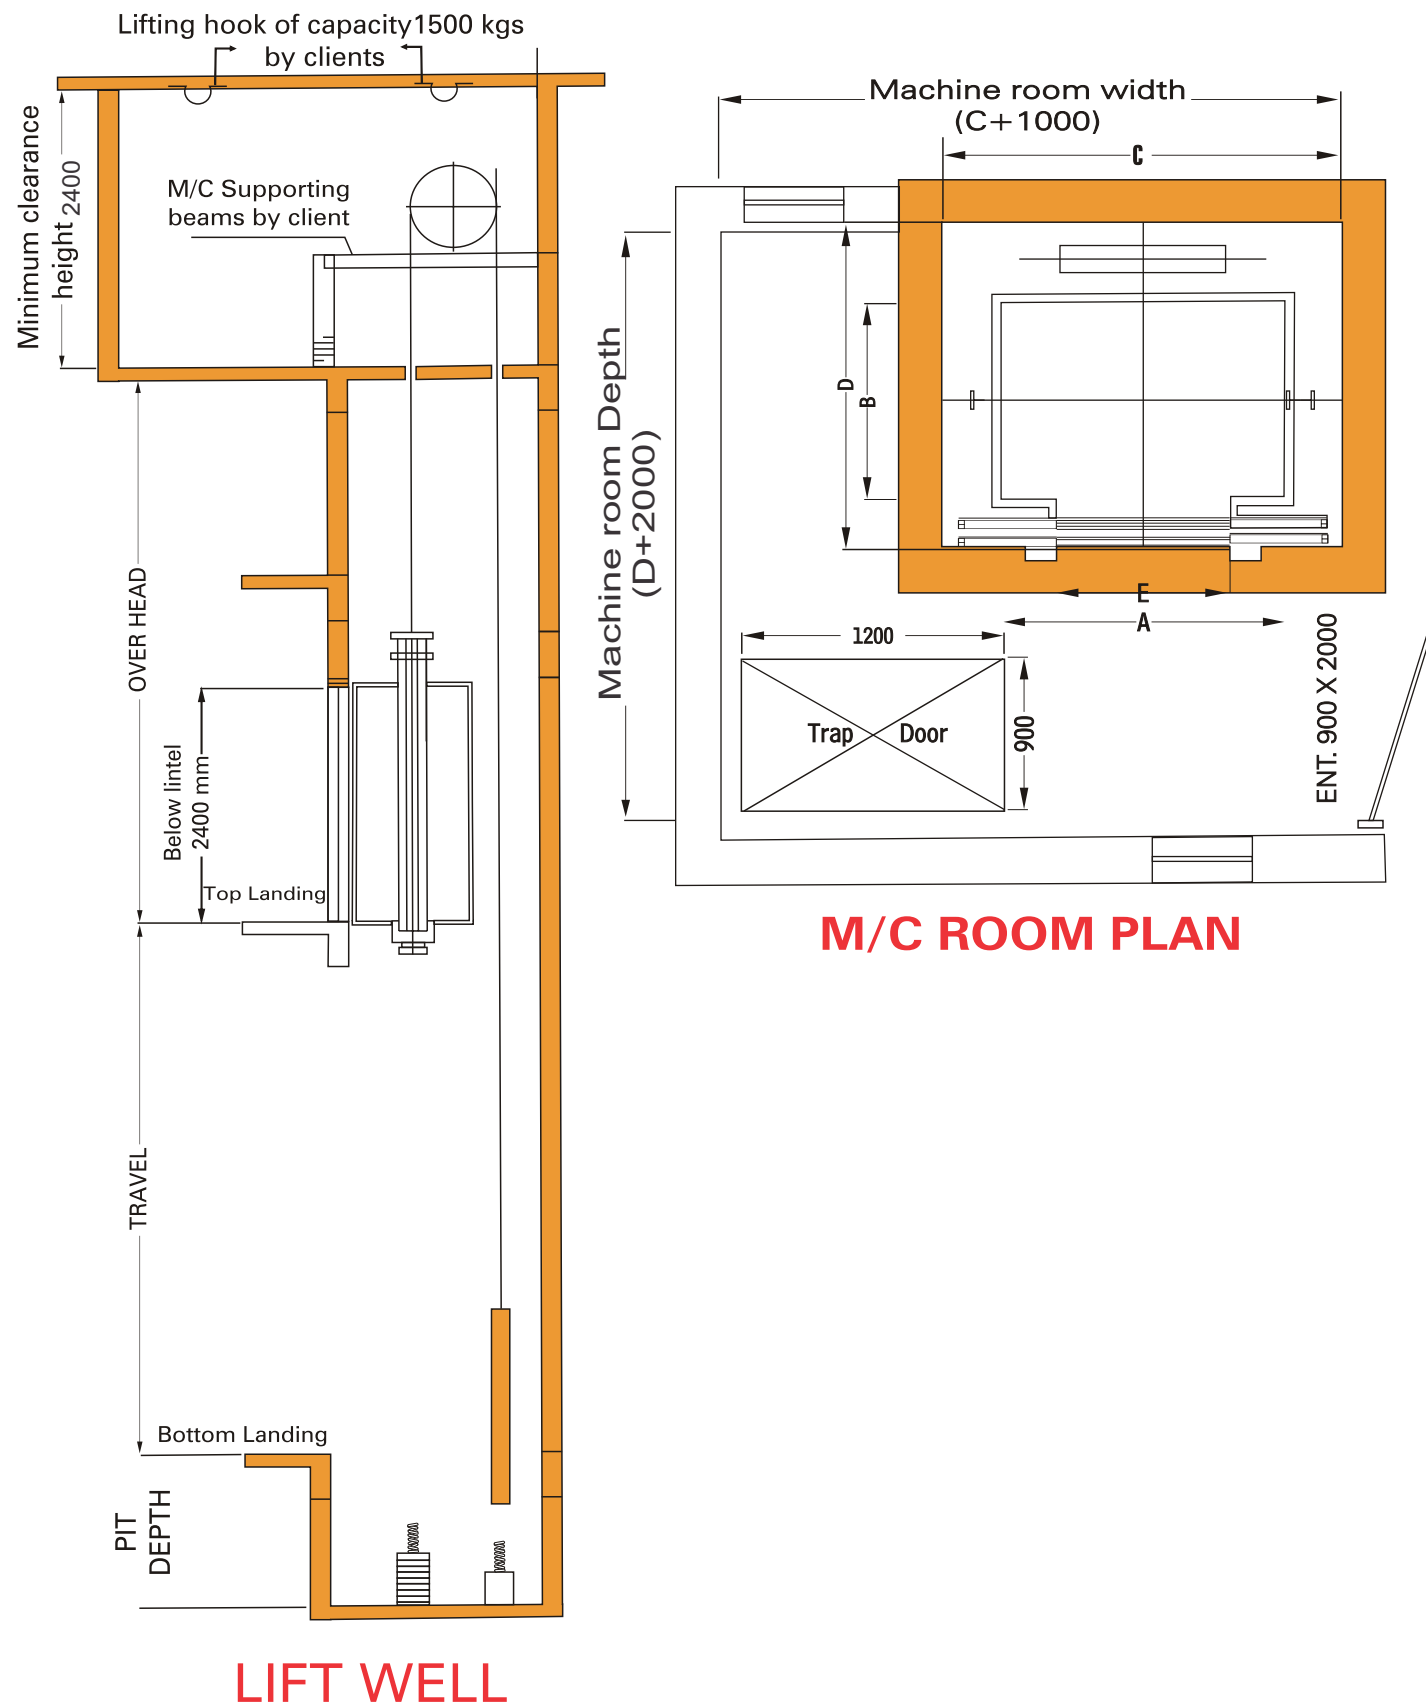 Lifting hook of capacity1500 kgs
by clients
Minimum clearance
height 2400
M/C Supporting
beams by client
OVER HEAD
Below lintel
2400 mm
Top Landing
TRAVEL
Bottom Landing
PIT
DEPTH
LIFT WELL
Machine room width
(C+1000)
C
Machine room Depth
(D+2000)
D
B
E
A
1200
Trap Door
900
ENT. 900 X 2000
M/C ROOM PLAN